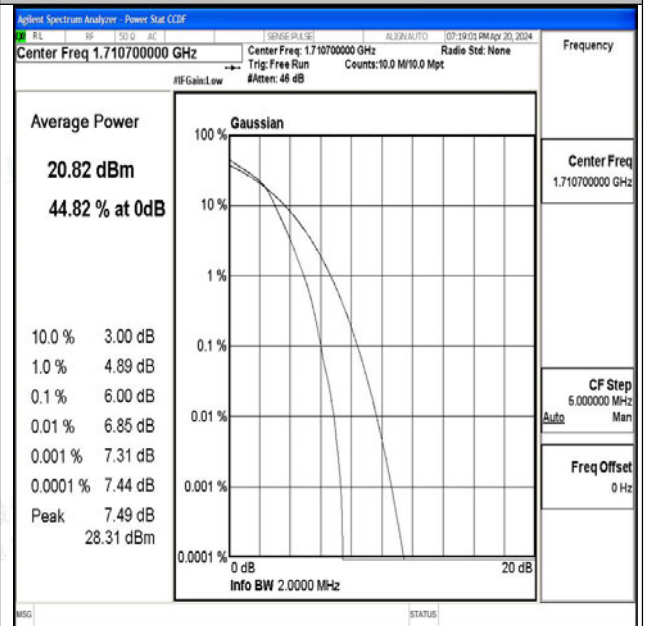 Agilent Spectrum Analyzer - Power Stat CCDF
RL RF 50 Ω AC SENSE:PULSE ALIGN AUTO 07:19:01 PM Apr 20, 2024
Center Freq 1.710700000 GHz
Center Freq: 1.710700000 GHz Radio Std: None
Trig: Free Run Counts:10.0 M/10.0 Mpt
#IFGain:Low #Atten: 46 dB
Frequency
Average Power
20.82 dBm
44.82 % at 0dB
10.0 % 3.00 dB
1.0 % 4.89 dB
0.1 % 6.00 dB
0.01 % 6.85 dB
0.001 % 7.31 dB
0.0001 % 7.44 dB
Peak 7.49 dB
28.31 dBm
Gaussian
100 %
10 %
1 %
0.1 %
0.01 %
0.001 %
0.0001 %
0 dB 20 dB
Info BW 2.0000 MHz
Center Freq
1.710700000 GHz
CF Step
5.000000 MHz
Auto Man
Freq Offset
0 Hz
MSG STATUS